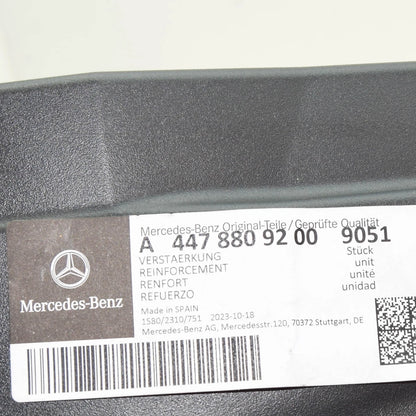 Mercedes-Benz Original-Teile/Geprüfte Qualität
A 447 880 92 00 9051
VERSTAERKUNG Stück
REINFORCEMENT unit
RENFORT unité
REFUERZO unidad
Mercedes-Benz
Made in SPAIN
1S80/2310/751 2023-10-18
Mercedes-Benz AG, Mercedesstr.120, 70372 Stuttgart, DE